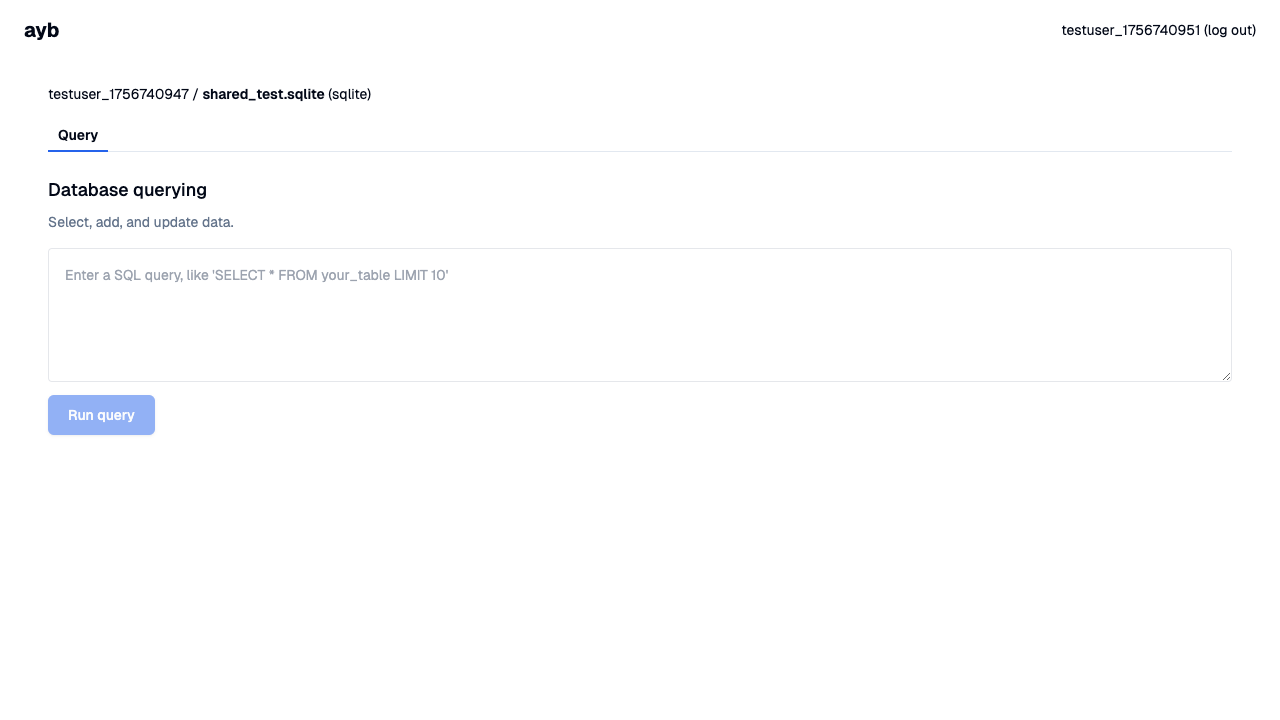 ayb
testuser_1756740951 (log out)
testuser_1756740947 / shared_test.sqlite (sqlite)
Query
Database querying
Select, add, and update data.
Enter a SQL query, like 'SELECT * FROM your_table LIMIT 10'
Run query